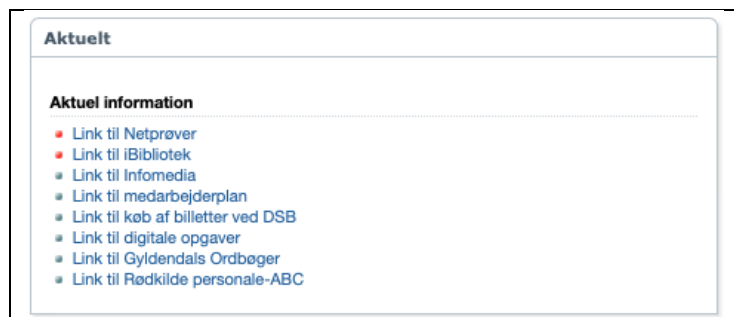 Aktuelt
Aktuel information
Link til Netprøver
Link til iBibliotek
Link til Infomedia
Link til medarbejderplan
Link til køb af billetter ved DSB
Link til digitale opgaver
Link til Gyldendals Ordbøger
Link til Rødkilde personale-ABC